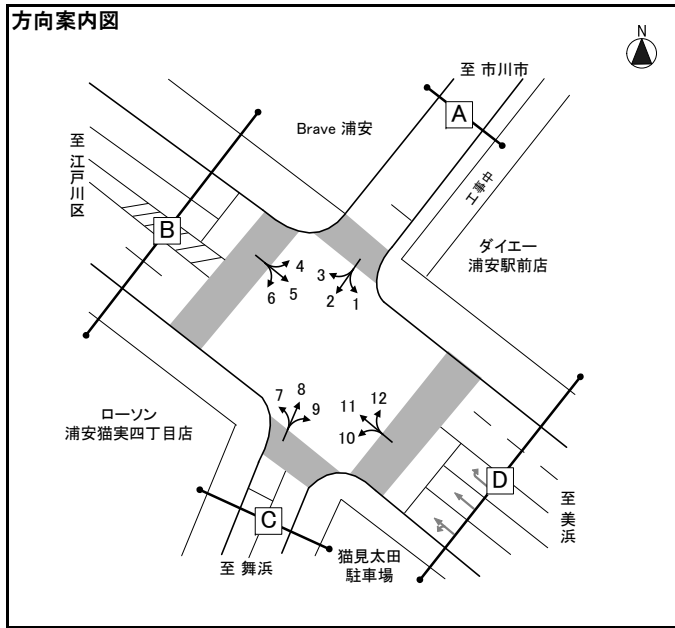 方向案内図
N
至 市川市
A
Brave 浦安
至 江戸川区
工事中
B
ダイエー
浦安駅前店
4
3
6
5
2
1
7
8
9
11
12
10
ローソン
浦安猫実四丁目店
D
C
至 美浜
至 舞浜
猫見太田
駐車場